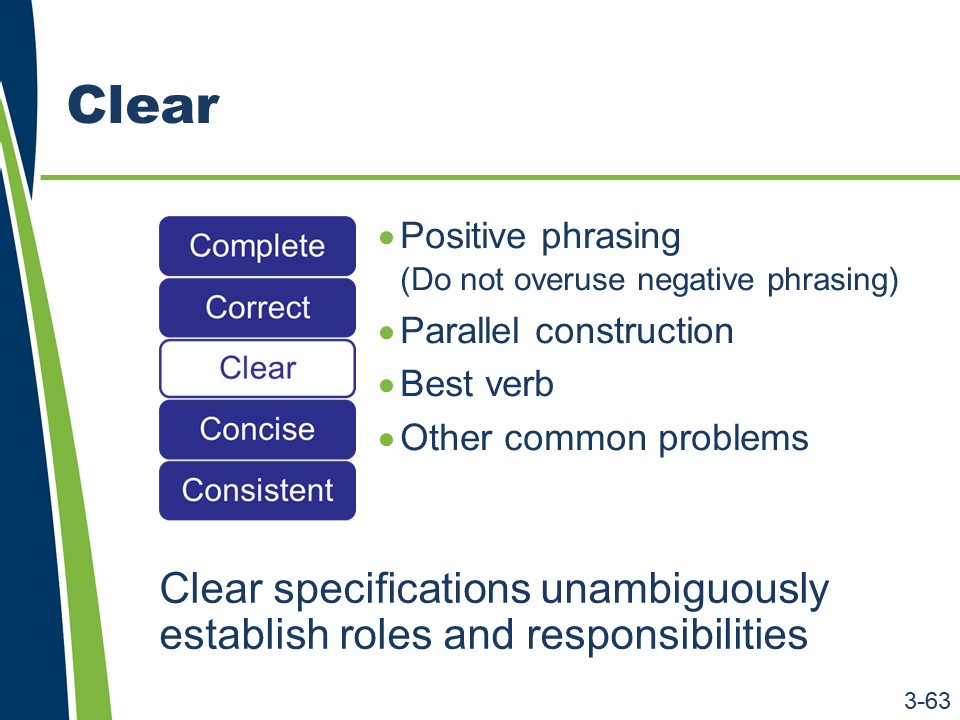 Clear
Complete
Correct
Clear
Concise
Consistent
• Positive phrasing
(Do not overuse negative phrasing)
• Parallel construction
• Best verb
• Other common problems
Clear specifications unambiguously
establish roles and responsibilities
3-63